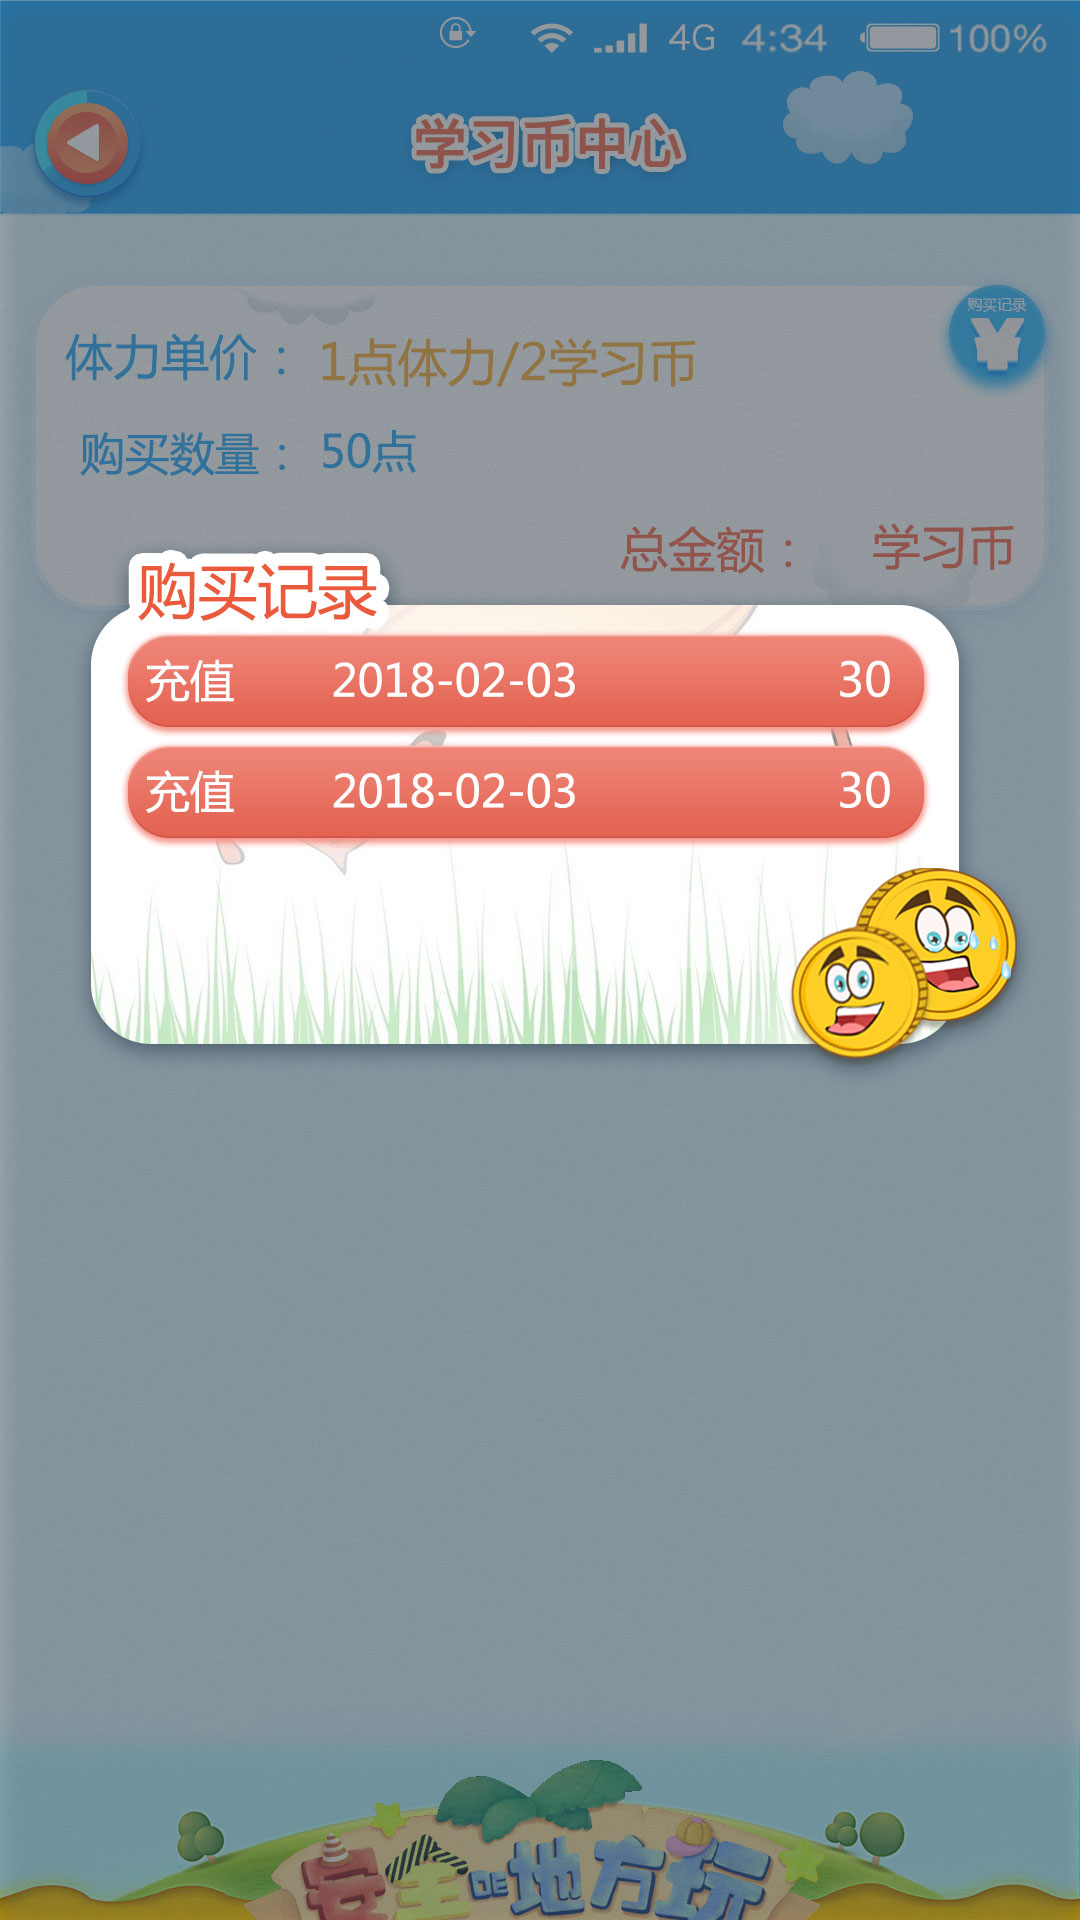 4G 4:34 100%
学习币中心
购买记录
体力单价： 1点体力/2学习币
购买数量： 50点
总金额： 学习币
购买记录
充值 2018-02-03 30
充值 2018-02-03 30
安全DE地方玩